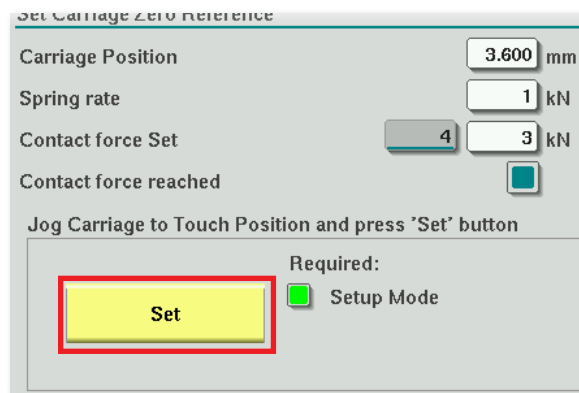 Set Carriage Zero Reference
Carriage Position 3.600 mm
Spring rate 1 kN
Contact force Set 4 3 kN
Contact force reached
Jog Carriage to Touch Position and press 'Set' button
Required:
Set Setup Mode